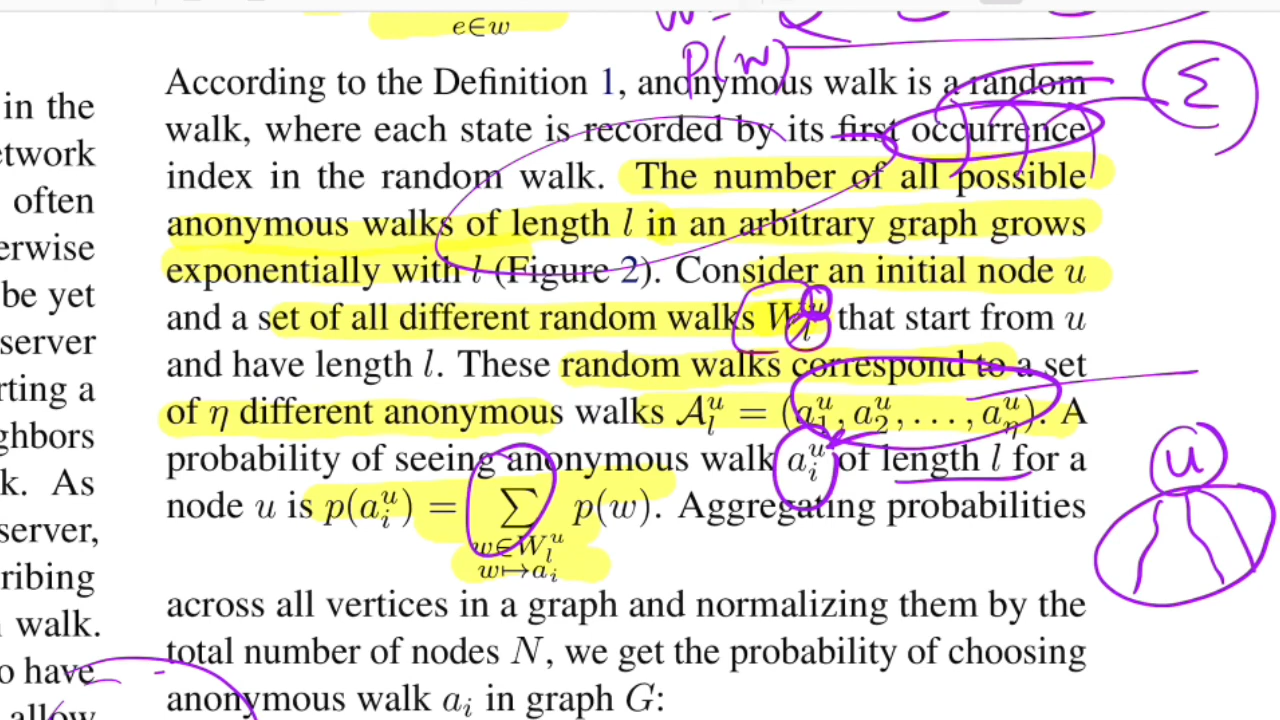 e∈w
W =
P(w)
According to the Definition 1, anonymous walk is a random
walk, where each state is recorded by its first occurrence
index in the random walk. The number of all possible
anonymous walks of length l in an arbitrary graph grows
exponentially with l (Figure 2). Consider an initial node u
and a set of all different random walks W_l^u that start from u
and have length l. These random walks correspond to a set
of η different anonymous walks 𝒜_l^u = (a_1^u, a_2^u, . . . , a_η^u). A
probability of seeing anonymous walk a_i^u of length l for a
node u is p(a_i^u) = ∑ p(w). Aggregating probabilities
w∈W_l^u
w↦a_i
across all vertices in a graph and normalizing them by the
total number of nodes N, we get the probability of choosing
anonymous walk a_i in graph G:
Σ
u
in the
etwork
often
erwise
be yet
server
rting a
ghbors
k. As
server,
ribing
walk.
o have
allow